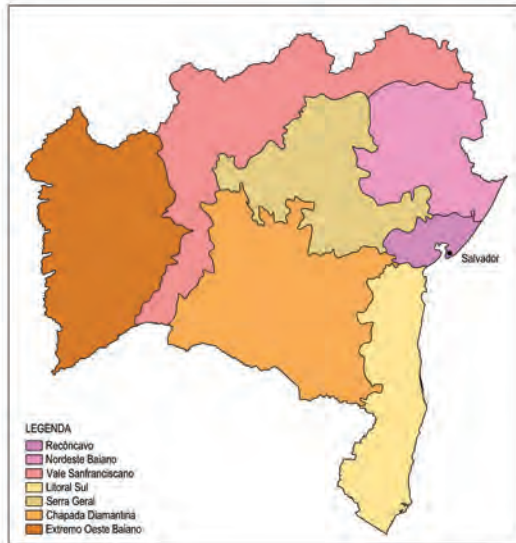 Salvador
LEGENDA
Recôncavo
Nordeste Baiano
Vale Sanfranciscano
Litoral Sul
Serra Geral
Chapada Diamantina
Extremo Oeste Baiano